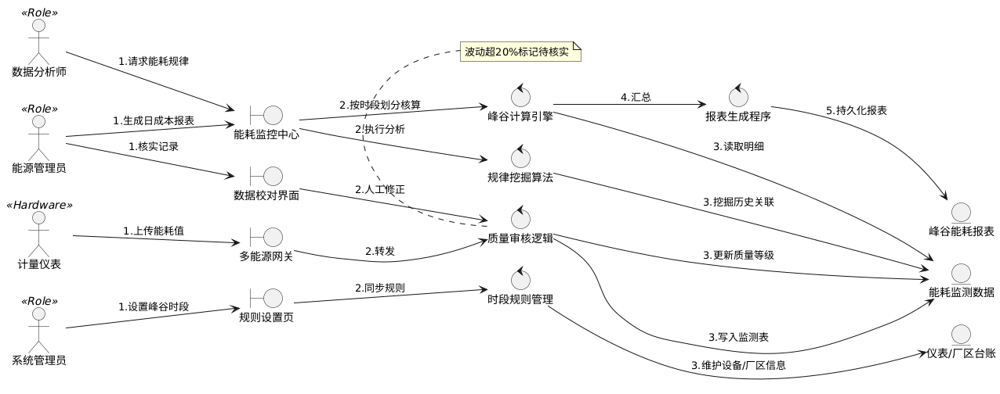 «Role»
数据分析师
«Role»
能源管理员
«Hardware»
计量仪表
«Role»
系统管理员
1.请求能耗规律
1.生成日成本报表
1.核实记录
1.上传能耗值
1.设置峰谷时段
能耗监控中心
数据校对界面
多能源网关
规则设置页
波动超20%标记待核实
2.按时段划分核算
2.执行分析
2.人工修正
2.转发
2.同步规则
峰谷计算引擎
规律挖掘算法
质量审核逻辑
时段规则管理
4.汇总
3.读取明细
3.挖掘历史关联
3.更新质量等级
3.写入监测表
3.维护设备/厂区信息
报表生成程序
5.持久化报表
峰谷能耗报表
能耗监测数据
仪表/厂区台账